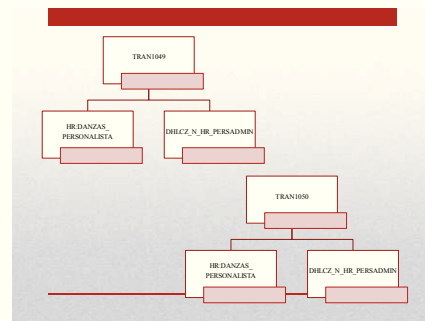 TRAN1049
HR:DANZAS_
PERSONALISTA
DHLCZ_N_HR_PERSADMIN
TRAN1050
HR:DANZAS_
PERSONALISTA
DHLCZ_N_HR_PERSADMIN